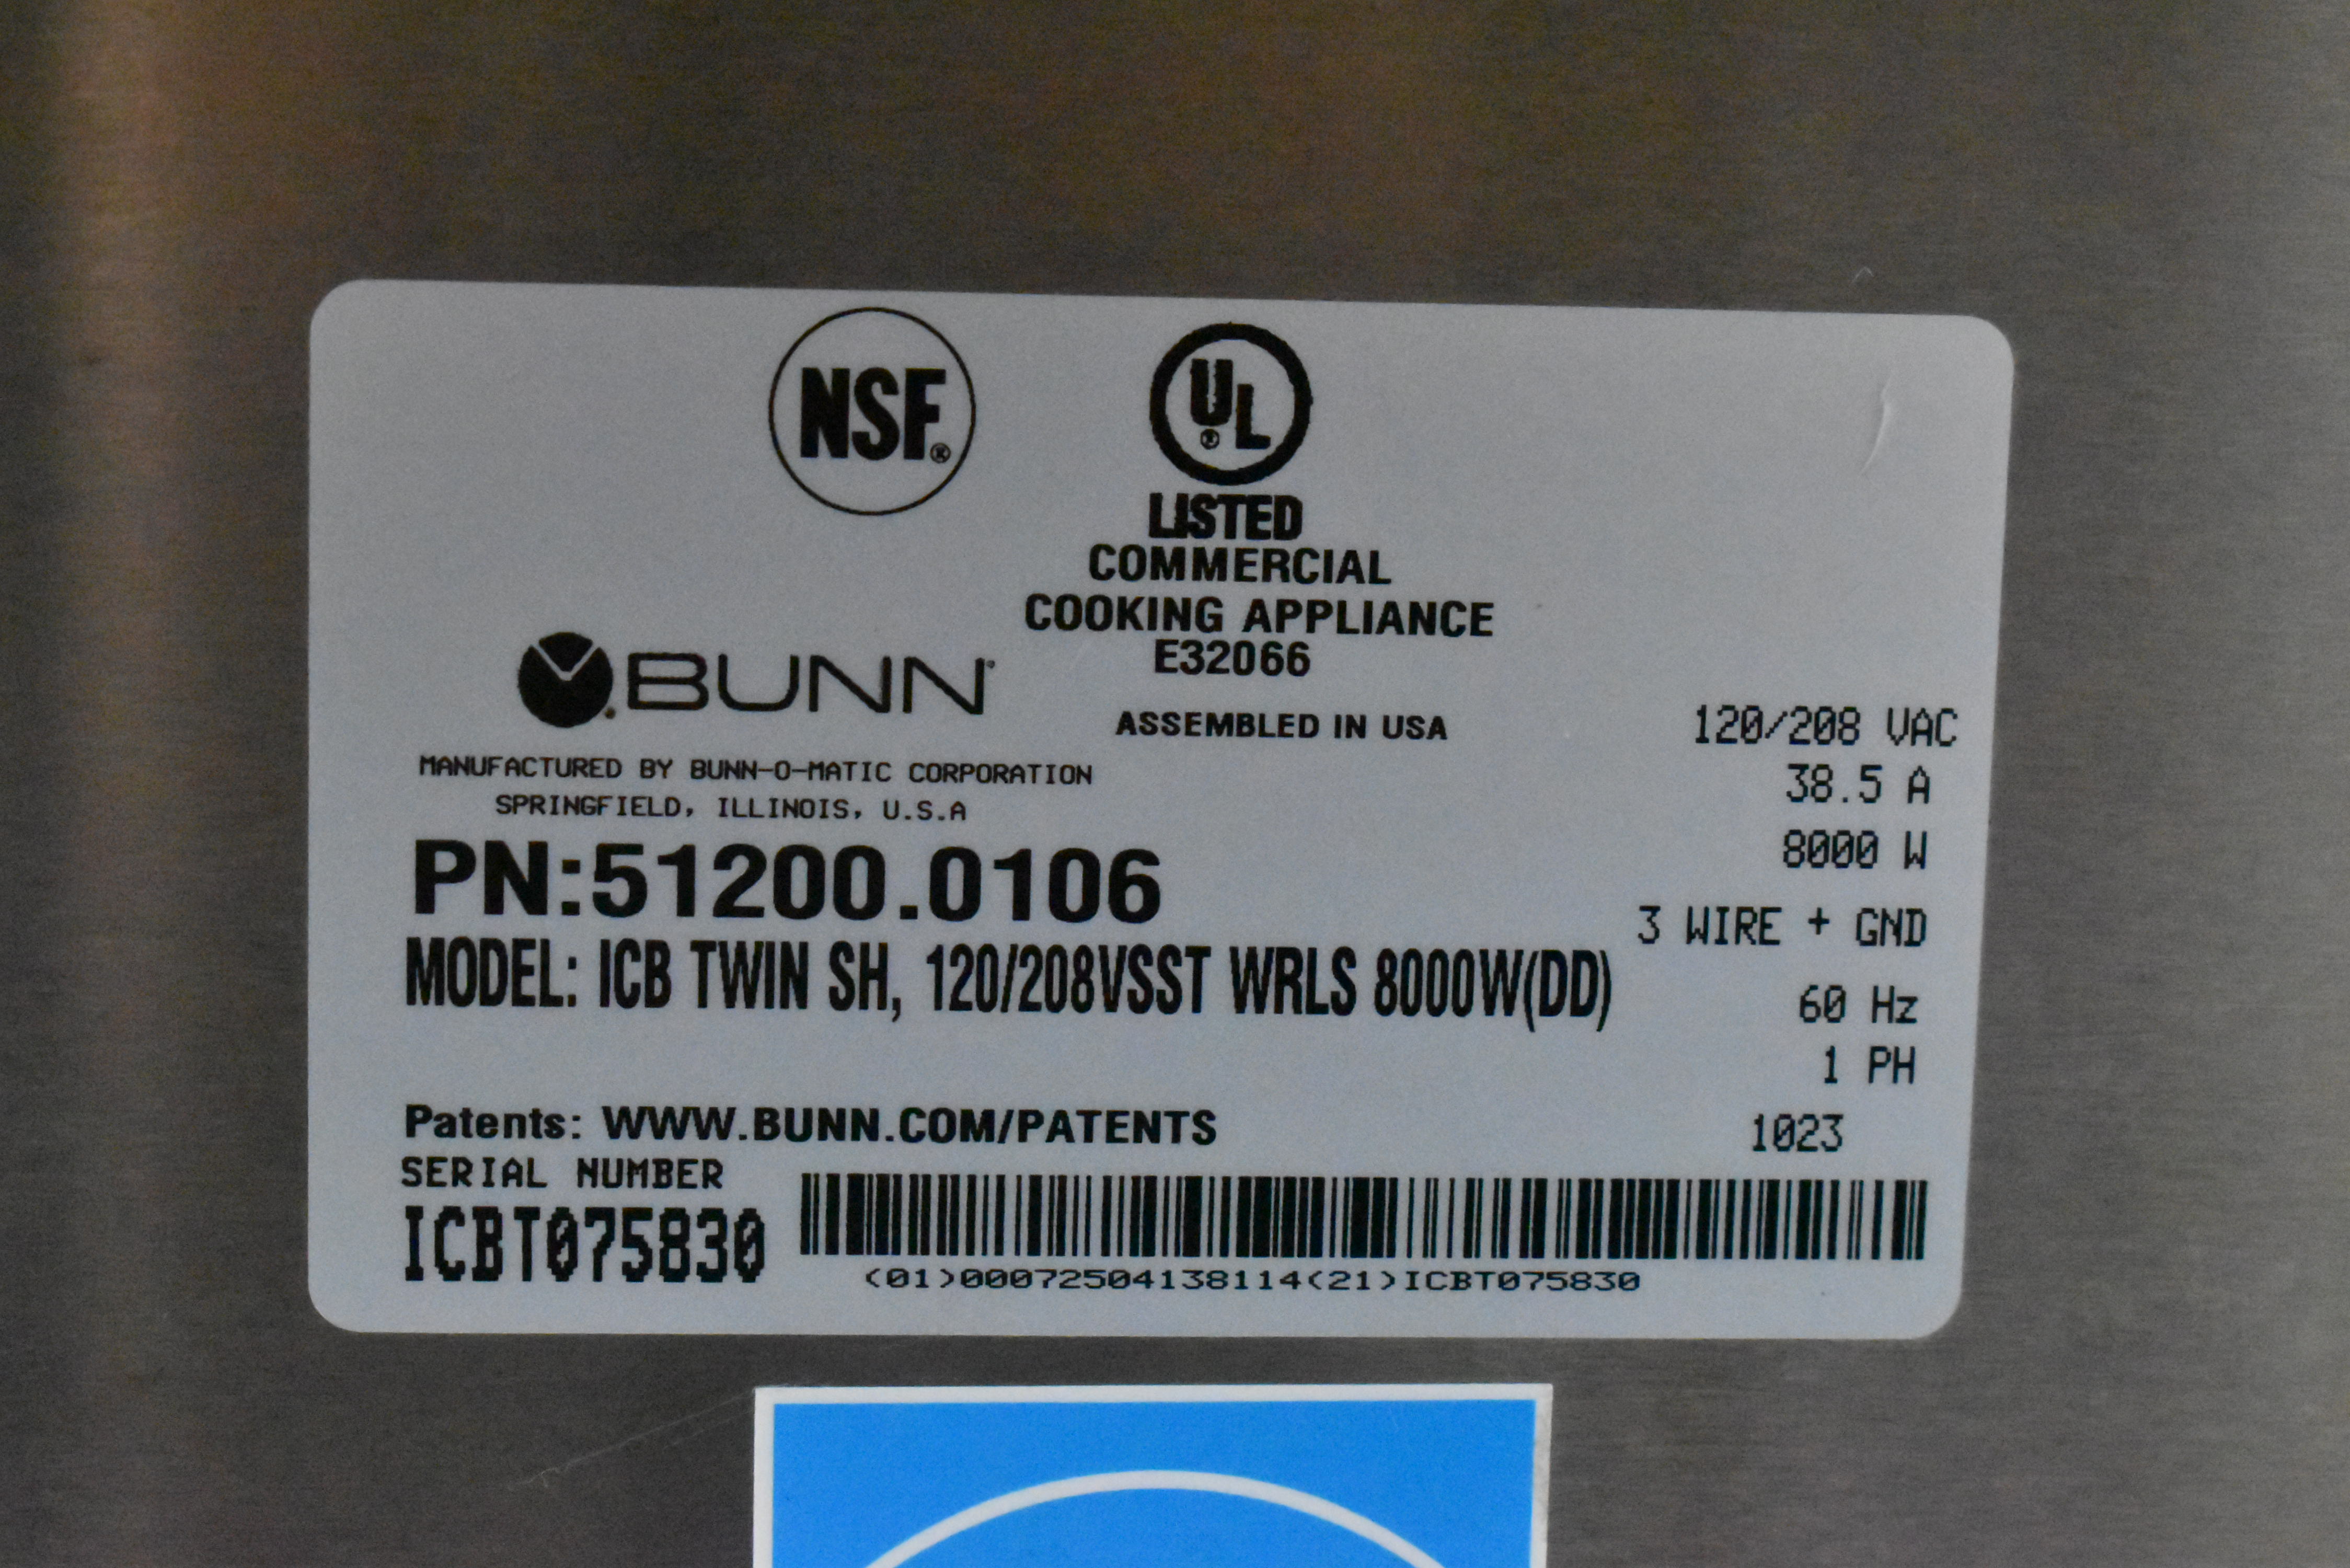 NSF®
UL®
LISTED
COMMERCIAL
COOKING APPLIANCE
E32066
BUNN®
ASSEMBLED IN USA
MANUFACTURED BY BUNN-O-MATIC CORPORATION
SPRINGFIELD, ILLINOIS, U.S.A
PN:51200.0106
MODEL: ICB TWIN SH, 120/208VSST WRLS 8000W(DD)
120/208 VAC
38.5 A
8000 W
3 WIRE + GND
60 Hz
1 PH
1023
Patents: WWW.BUNN.COM/PATENTS
SERIAL NUMBER
ICBT075830
(01)00072504138114(21)ICBT075830